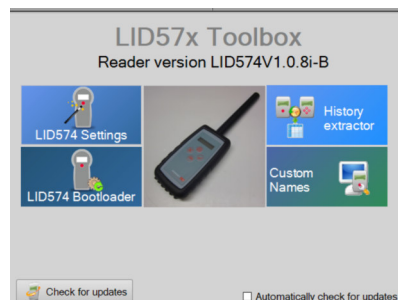 LID57x Toolbox
Reader version LID574V1.0.8i-B
LID574 Settings
History
extractor
LID574 Bootloader
Custom
Names
Check for updates
Automatically check for updates